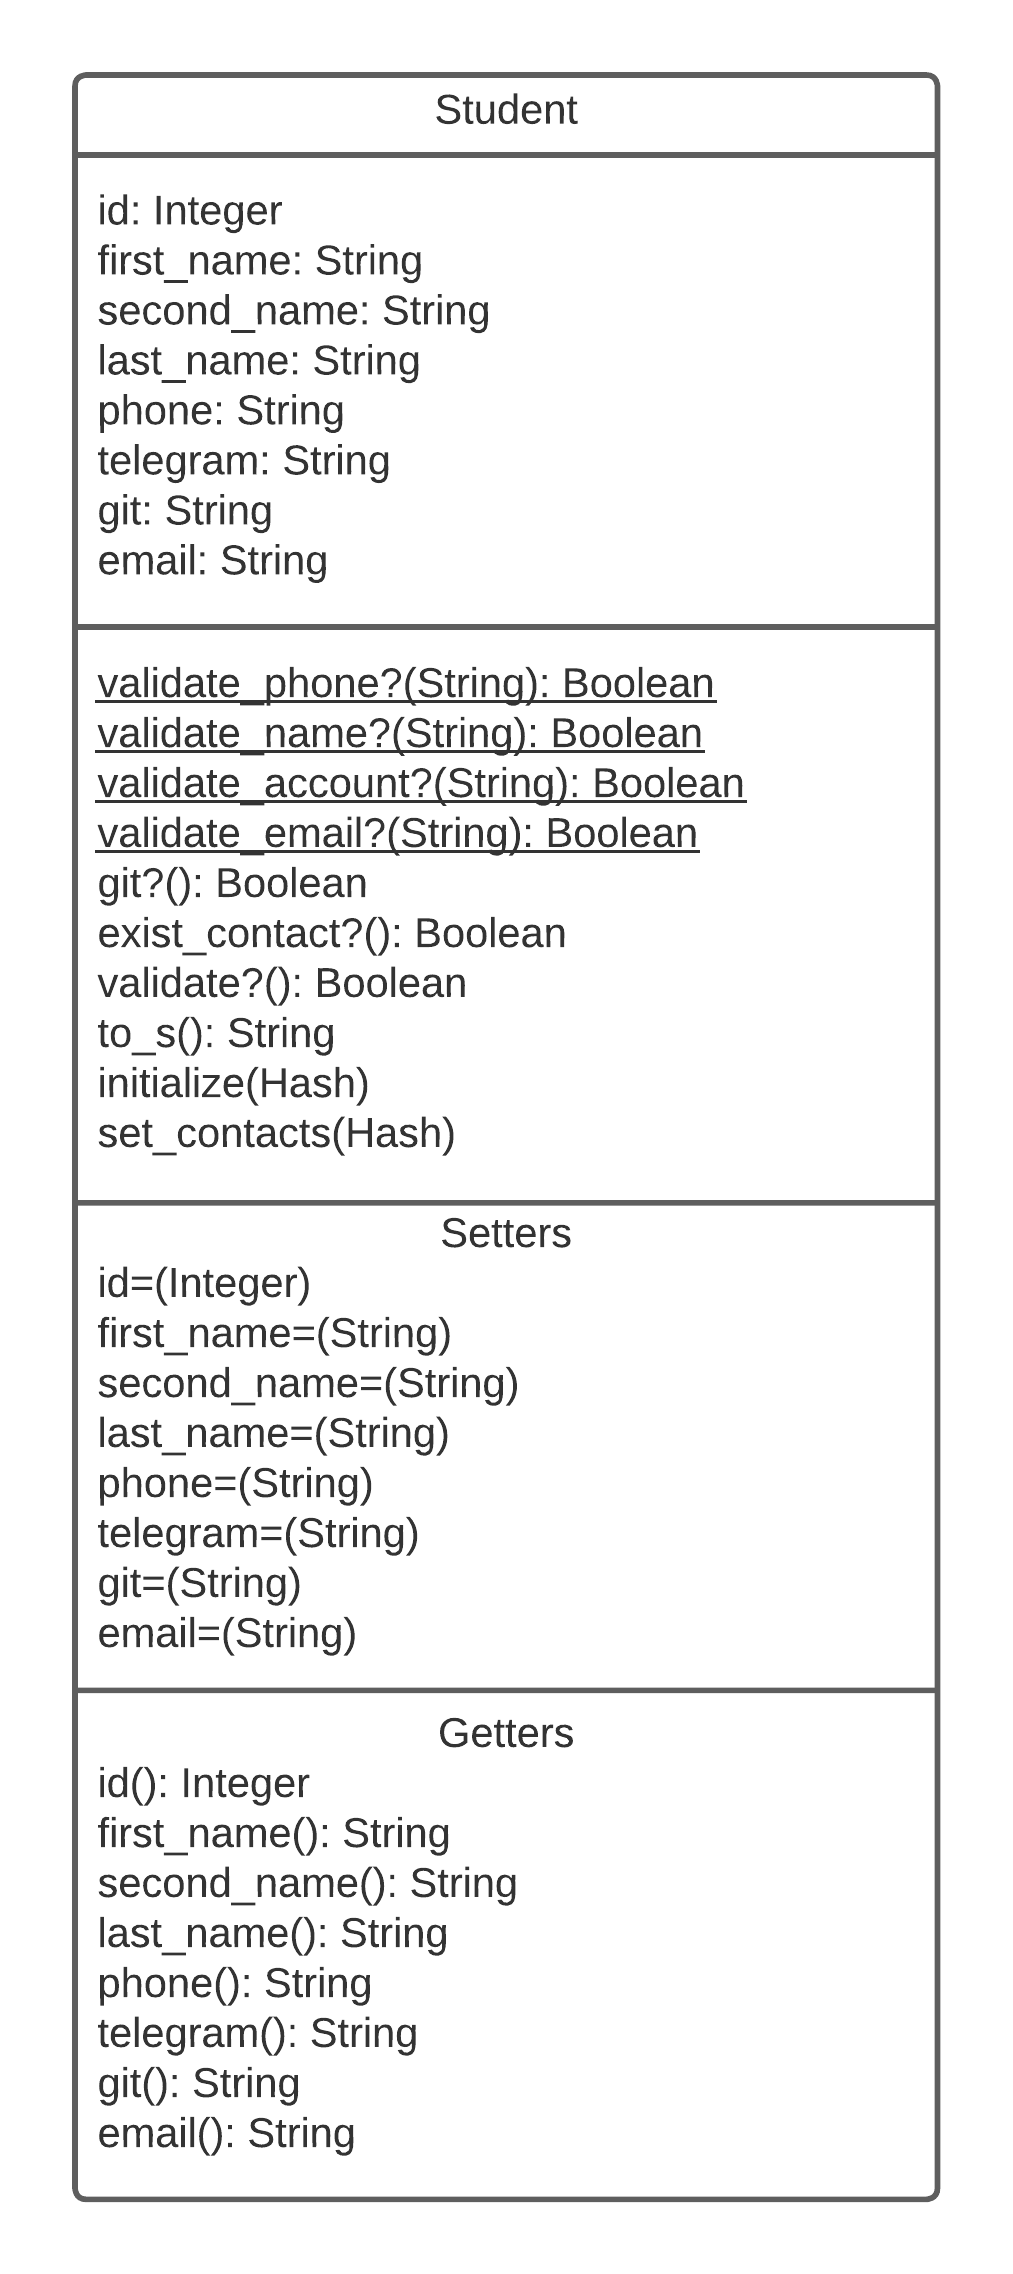 Student
id: Integer
first_name: String
second_name: String
last_name: String
phone: String
telegram: String
git: String
email: String
validate_phone?(String): Boolean
validate_name?(String): Boolean
validate_account?(String): Boolean
validate_email?(String): Boolean
git?(): Boolean
exist_contact?(): Boolean
validate?(): Boolean
to_s(): String
initialize(Hash)
set_contacts(Hash)
Setters
id=(Integer)
first_name=(String)
second_name=(String)
last_name=(String)
phone=(String)
telegram=(String)
git=(String)
email=(String)
Getters
id(): Integer
first_name(): String
second_name(): String
last_name(): String
phone(): String
telegram(): String
git(): String
email(): String